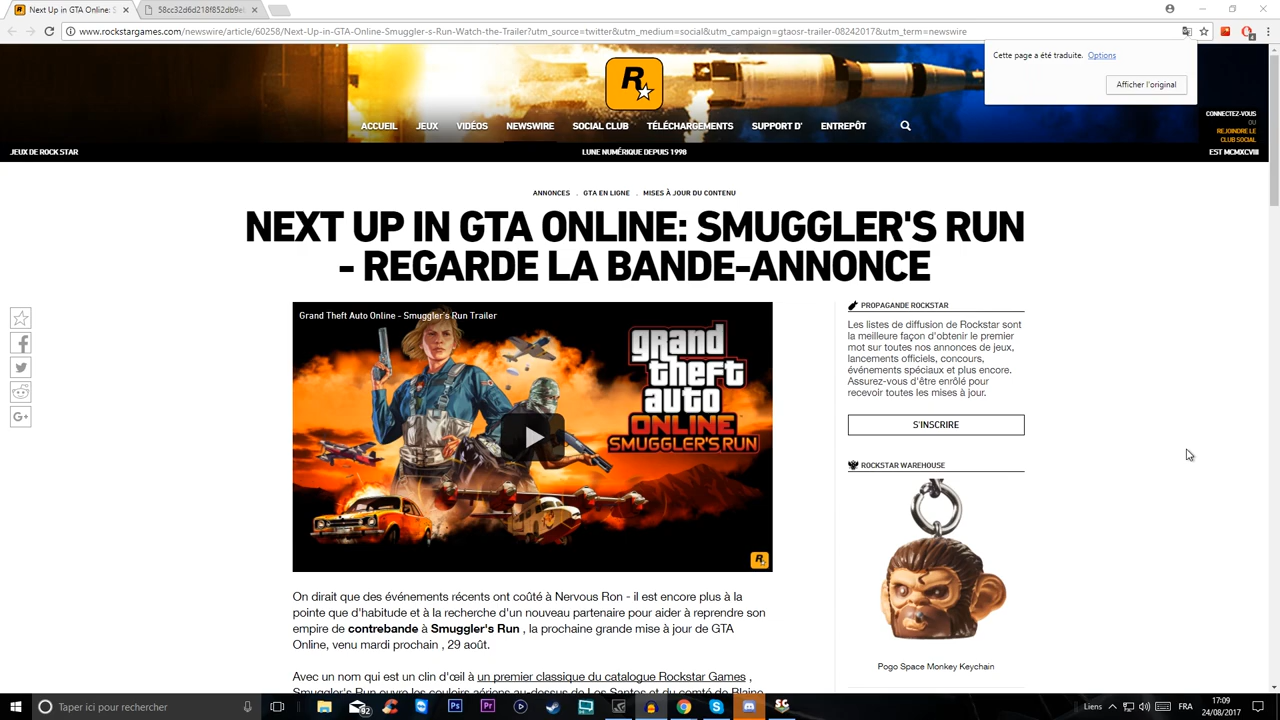 Next Up in GTA Online: S
58cc32d6d218f852db9e
www.rockstargames.com/newswire/article/60258/Next-Up-in-GTA-Online-Smuggler-s-Run-Watch-the-Trailer?utm_source=twitter&utm_medium=social&utm_campaign=gtaosr-trailer-08242017&utm_term=newswire
Cette page a été traduite. Options
Afficher l'original
R
ACCUEIL JEUX VIDÉOS NEWSWIRE SOCIAL CLUB TÉLÉCHARGEMENTS SUPPORT D' ENTREPÔT
CONNECTEZ-VOUS
OU
REJOINDRE LE
CLUB SOCIAL
JEUX DE ROCK STAR LUNE NUMÉRIQUE DEPUIS 1998 EST MCMXCVIII
ANNONCES . GTA EN LIGNE . MISES À JOUR DU CONTENU
NEXT UP IN GTA ONLINE: SMUGGLER'S RUN
- REGARDE LA BANDE-ANNONCE
Grand Theft Auto Online - Smuggler's Run Trailer
grand
theft
auto
ONLINE
SMUGGLER'S RUN
R
On dirait que des événements récents ont coûté à Nervous Ron - il est encore plus à la
pointe que d'habitude et à la recherche d'un nouveau partenaire pour aider à reprendre son
empire de contrebande à Smuggler's Run , la prochaine grande mise à jour de GTA
Online, venu mardi prochain , 29 août.
Avec un nom qui est un clin d'œil à un premier classique du catalogue Rockstar Games ,
Smuggler's Run ouvre les couloirs aériens au-dessus de Los Santos et du comté de Blaine
PROPAGANDE ROCKSTAR
Les listes de diffusion de Rockstar sont
la meilleure façon d'obtenir le premier
mot sur toutes nos annonces de jeux,
lancements officiels, concours,
événements spéciaux et plus encore.
Assurez-vous d'être enrôlé pour
recevoir toutes les mises à jour.
S'INSCRIRE
ROCKSTAR WAREHOUSE
Pogo Space Monkey Keychain
Taper ici pour rechercher
92
Ps
Pr
Liens
FRA
17:09
24/08/2017